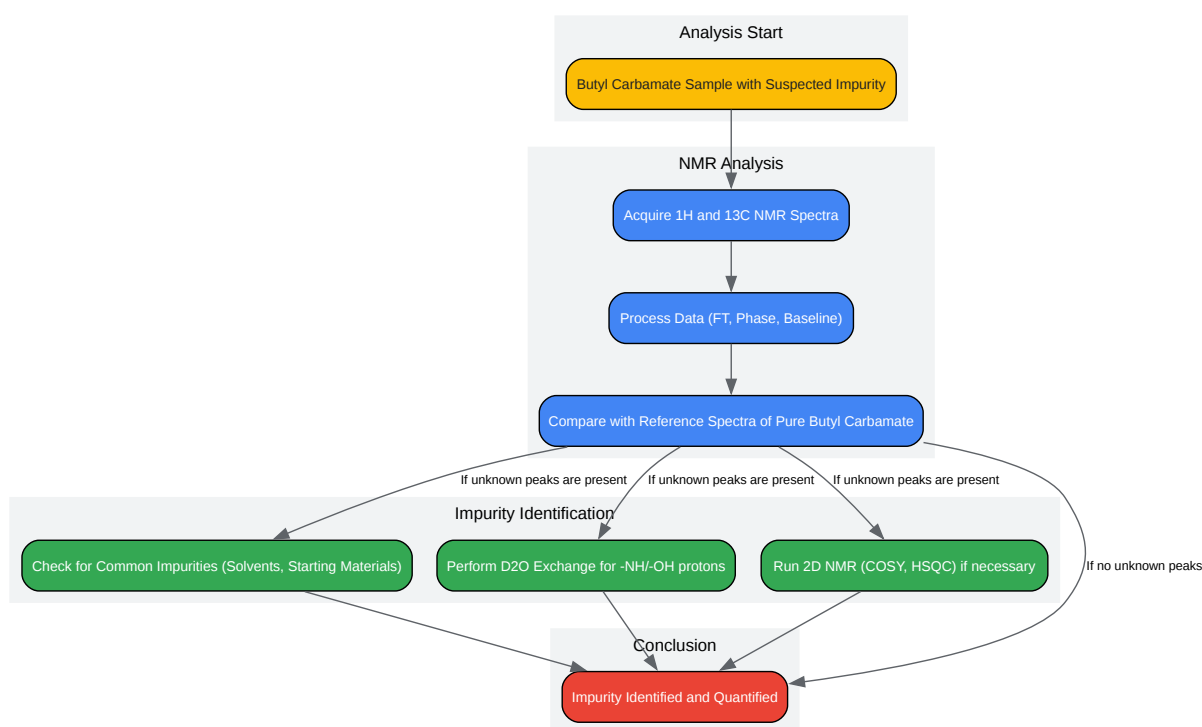 Analysis Start
Butyl Carbamate Sample with Suspected Impurity
NMR Analysis
Acquire 1H and 13C NMR Spectra
Process Data (FT, Phase, Baseline)
Compare with Reference Spectra of Pure Butyl Carbamate
If unknown peaks are present
If unknown peaks are present
If unknown peaks are present
Impurity Identification
Check for Common Impurities (Solvents, Starting Materials)
Perform D2O Exchange for -NH/-OH protons
Run 2D NMR (COSY, HSQC) if necessary
If no unknown peaks
Conclusion
Impurity Identified and Quantified